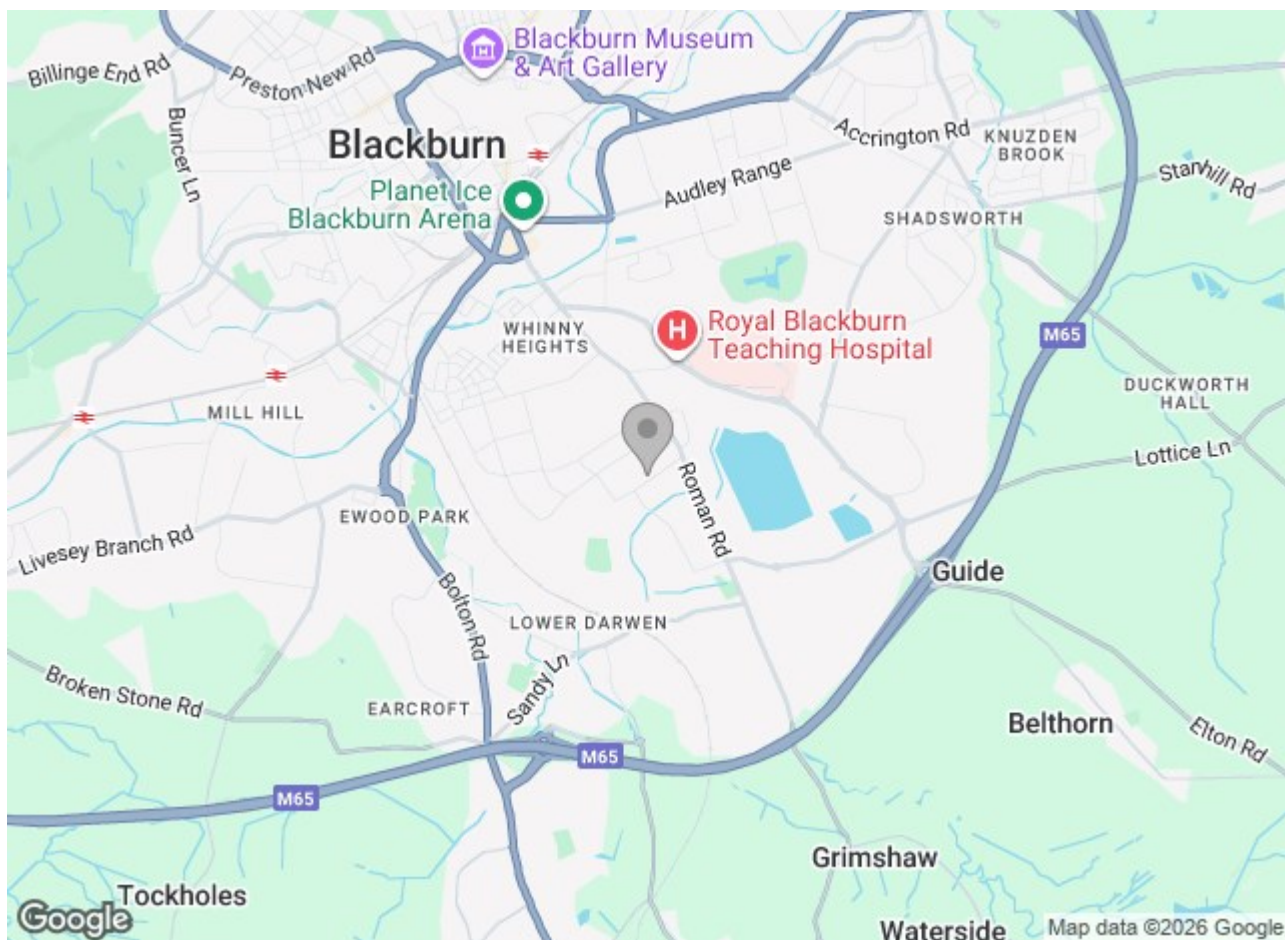 Blackburn Museum
& Art Gallery
Billinge End Rd
Preston New Rd
Buncer Ln
Blackburn
Accrington Rd
KNUZDEN
BROOK
Audley Range
Stanhill Rd
Planet Ice
Blackburn Arena
SHADSWORTH
WHINNY
HEIGHTS
H
Royal Blackburn
Teaching Hospital
M65
MILL HILL
DUCKWORTH
HALL
Lottice Ln
Roman Rd
EWOOD PARK
Livesey Branch Rd
Guide
Bolton Rd
LOWER DARWEN
Sandy Ln
Broken Stone Rd
EARCROFT
Belthorn
Elton Rd
M65
M65
Grimshaw
Tockholes
Waterside
Google
Map data ©2026 Google